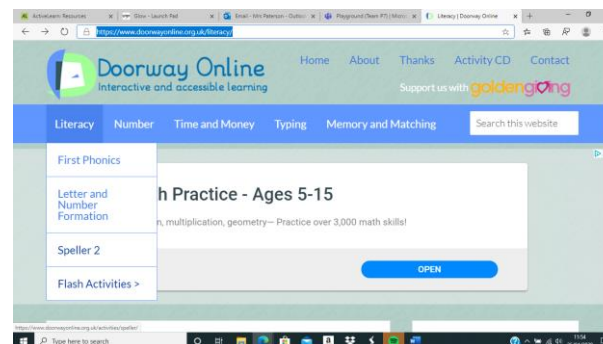 ActiveLearn: Resources
Glow - Launch Pad
Email - Mrs Paterson - Outloo
Playground (Team P7) | Micro
Literacy | Doorway Online
https://www.doorwayonline.org.uk/literacy/
Doorway Online
Interactive and accessible learning
Home About Thanks Activity CD Contact
Support us with goldengiving
Literacy Number Time and Money Typing Memory and Matching Search this website
First Phonics
Letter and
Number
Formation
Speller 2
Flash Activities >
h Practice - Ages 5-15
n, multiplication, geometry— Practice over 3,000 math skills!
OPEN
https://www.doorwayonline.org.uk/activities/speller/
Type here to search
11:54